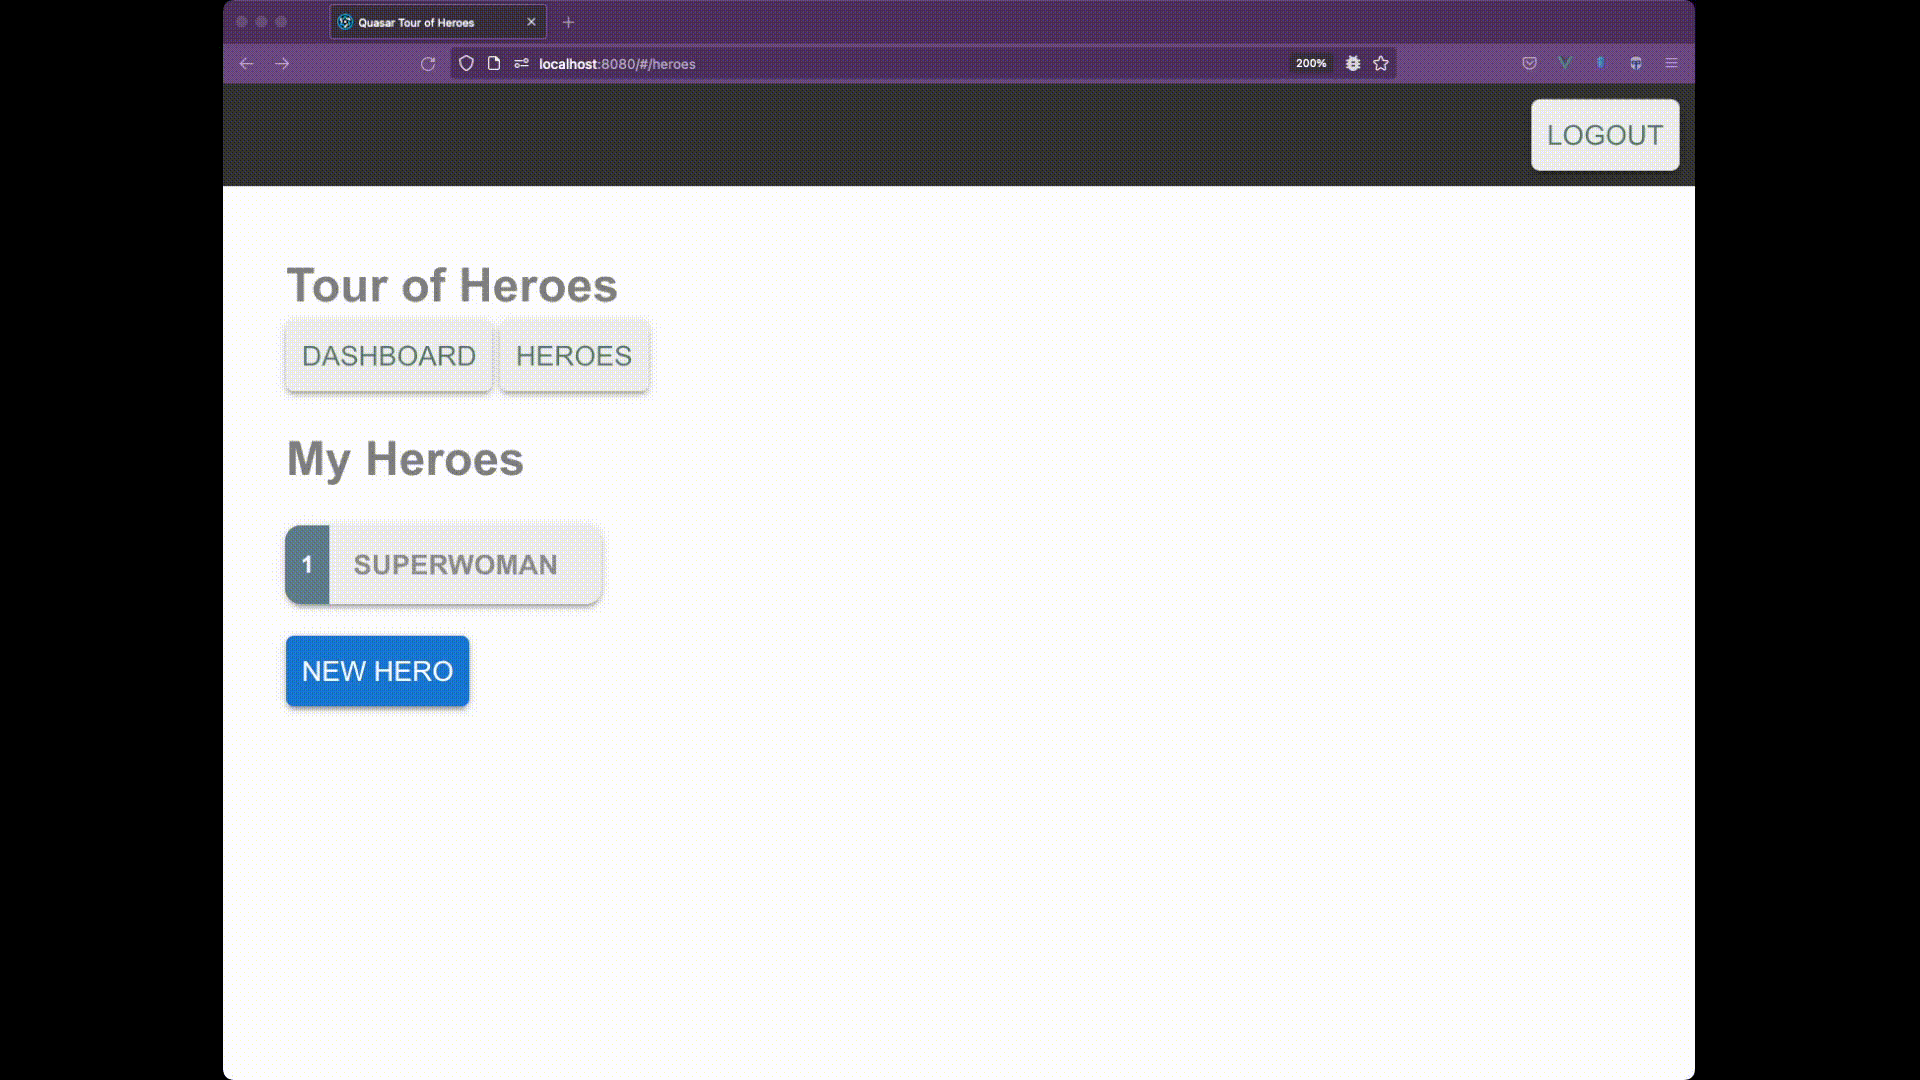 Quasar Tour of Heroes
localhost:8080/#/heroes
200%
LOGOUT
Tour of Heroes
DASHBOARD HEROES
My Heroes
1 SUPERWOMAN
NEW HERO